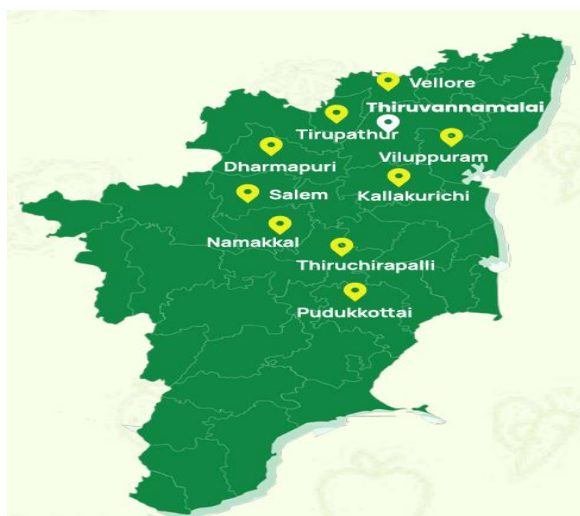 Vellore
Thiruvannamalai
Tirupathur
Viluppuram
Dharmapuri
Kallakurichi
Salem
Namakkal
Thiruchirapalli
Pudukkottai